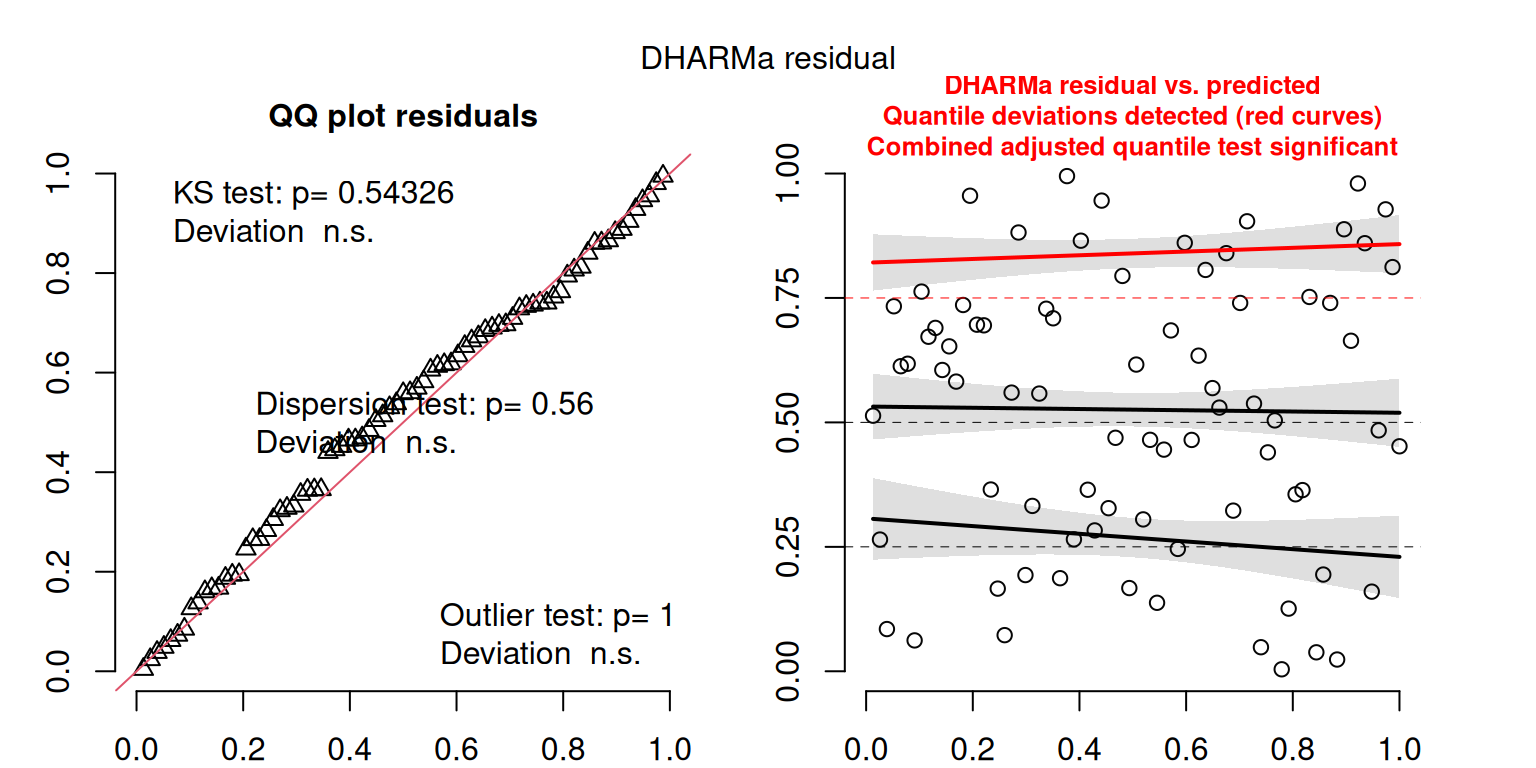 DHARMa residual
QQ plot residuals
KS test: p= 0.54326
Deviation  n.s.
Dispersion test: p= 0.56
Deviation  n.s.
Outlier test: p= 1
Deviation  n.s.
1.0
0.8
0.6
0.4
0.2
0.0
0.0 0.2 0.4 0.6 0.8 1.0
DHARMa residual vs. predicted
Quantile deviations detected (red curves)
Combined adjusted quantile test significant
1.00
0.75
0.50
0.25
0.00
0.0 0.2 0.4 0.6 0.8 1.0